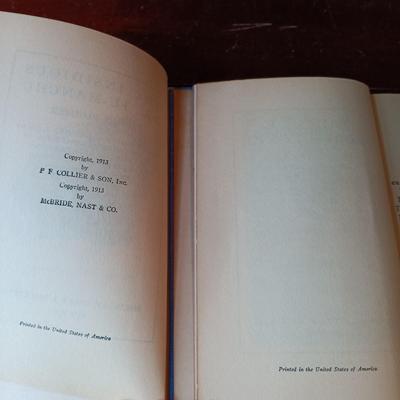 Copyright, 1913
by
P F COLLIER & SON, Inc.
Copyright, 1913
by
McBRIDE, NAST & CO.
Printed in the United States of America
Printed in the United States of America